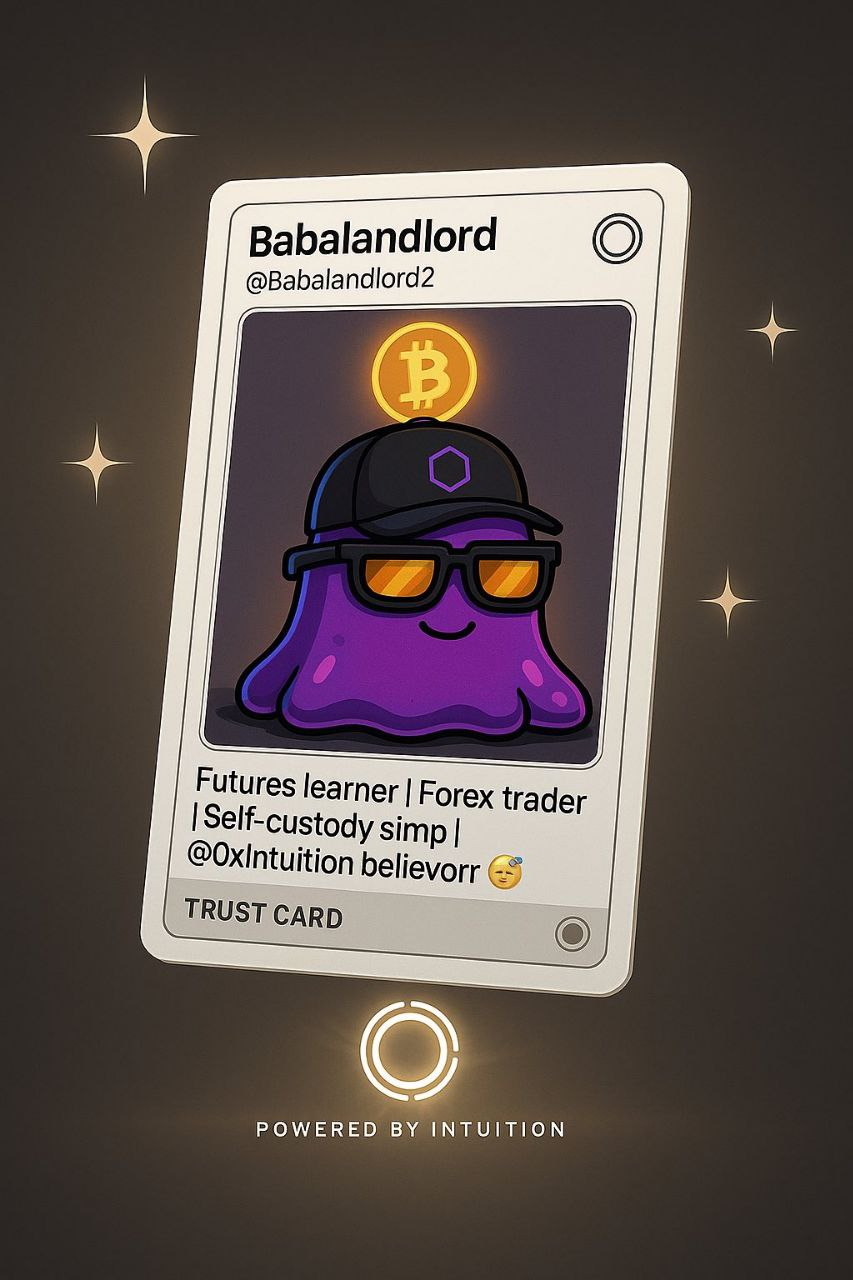 Babalandlord
@Babalandlord2
₿
Futures learner | Forex trader
| Self-custody simp |
@0xIntuition believorr 😴
TRUST CARD
POWERED BY INTUITION